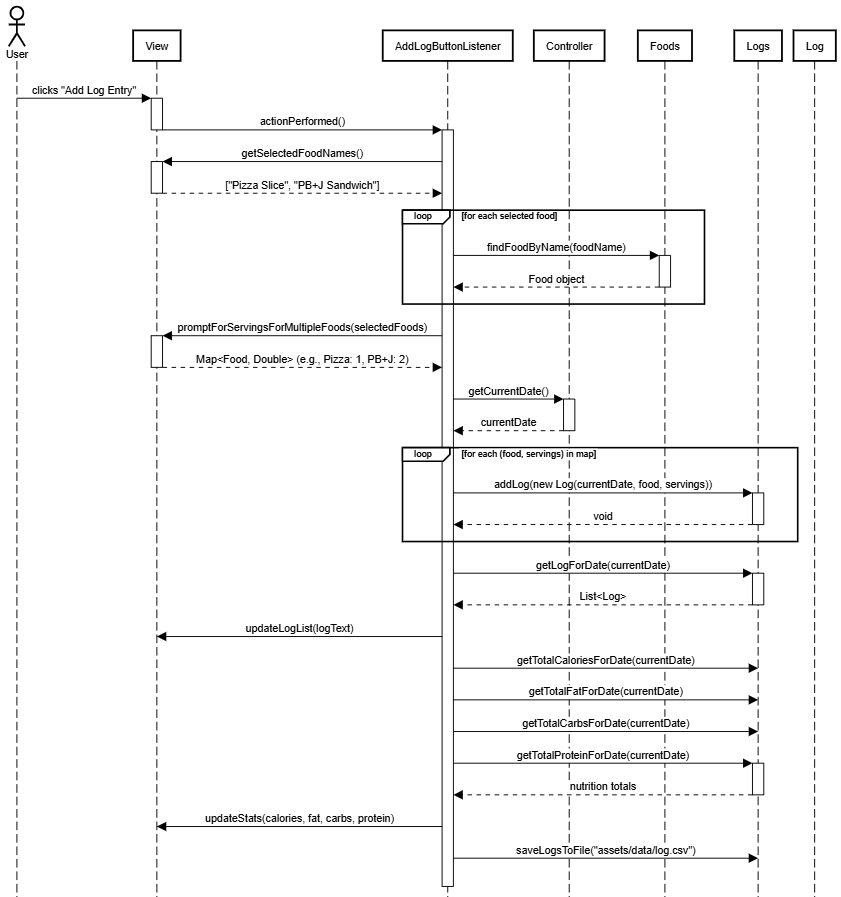 User
View
AddLogButtonListener
Controller
Foods
Logs
Log
clicks "Add Log Entry"
actionPerformed()
getSelectedFoodNames()
["Pizza Slice", "PB+J Sandwich"]
loop
[for each selected food]
findFoodByName(foodName)
Food object
promptForServingsForMultipleFoods(selectedFoods)
Map<Food, Double> (e.g., Pizza: 1, PB+J: 2)
getCurrentDate()
currentDate
loop
[for each (food, servings) in map]
addLog(new Log(currentDate, food, servings))
void
getLogForDate(currentDate)
List<Log>
updateLogList(logText)
getTotalCaloriesForDate(currentDate)
getTotalFatForDate(currentDate)
getTotalCarbsForDate(currentDate)
getTotalProteinForDate(currentDate)
nutrition totals
updateStats(calories, fat, carbs, protein)
saveLogsToFile("assets/data/log.csv")